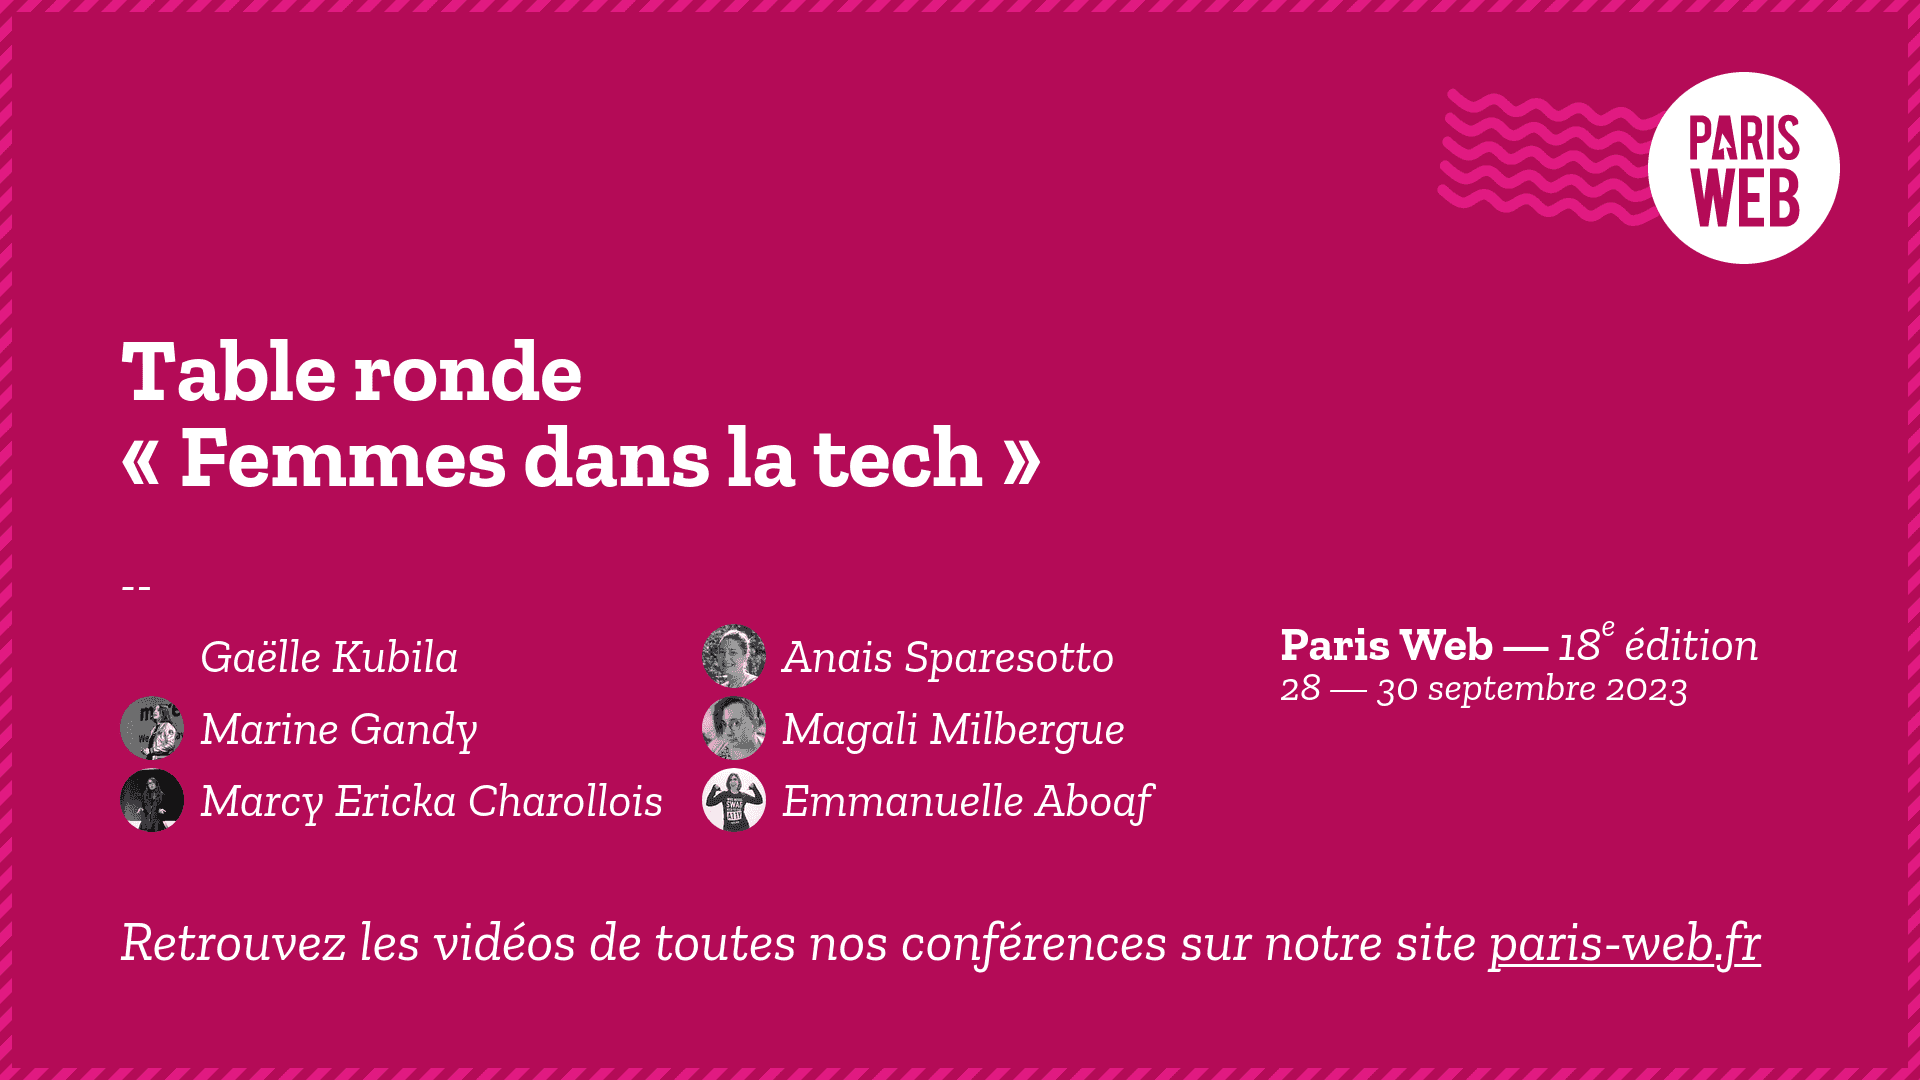 PARIS
WEB
Table ronde
« Femmes dans la tech »
--
Gaëlle Kubila
Marine Gandy
Marcy Ericka Charollois
Anais Sparesotto
Magali Milbergue
Emmanuelle Aboaf
Paris Web — 18e édition
28 — 30 septembre 2023
Retrouvez les vidéos de toutes nos conférences sur notre site paris-web.fr